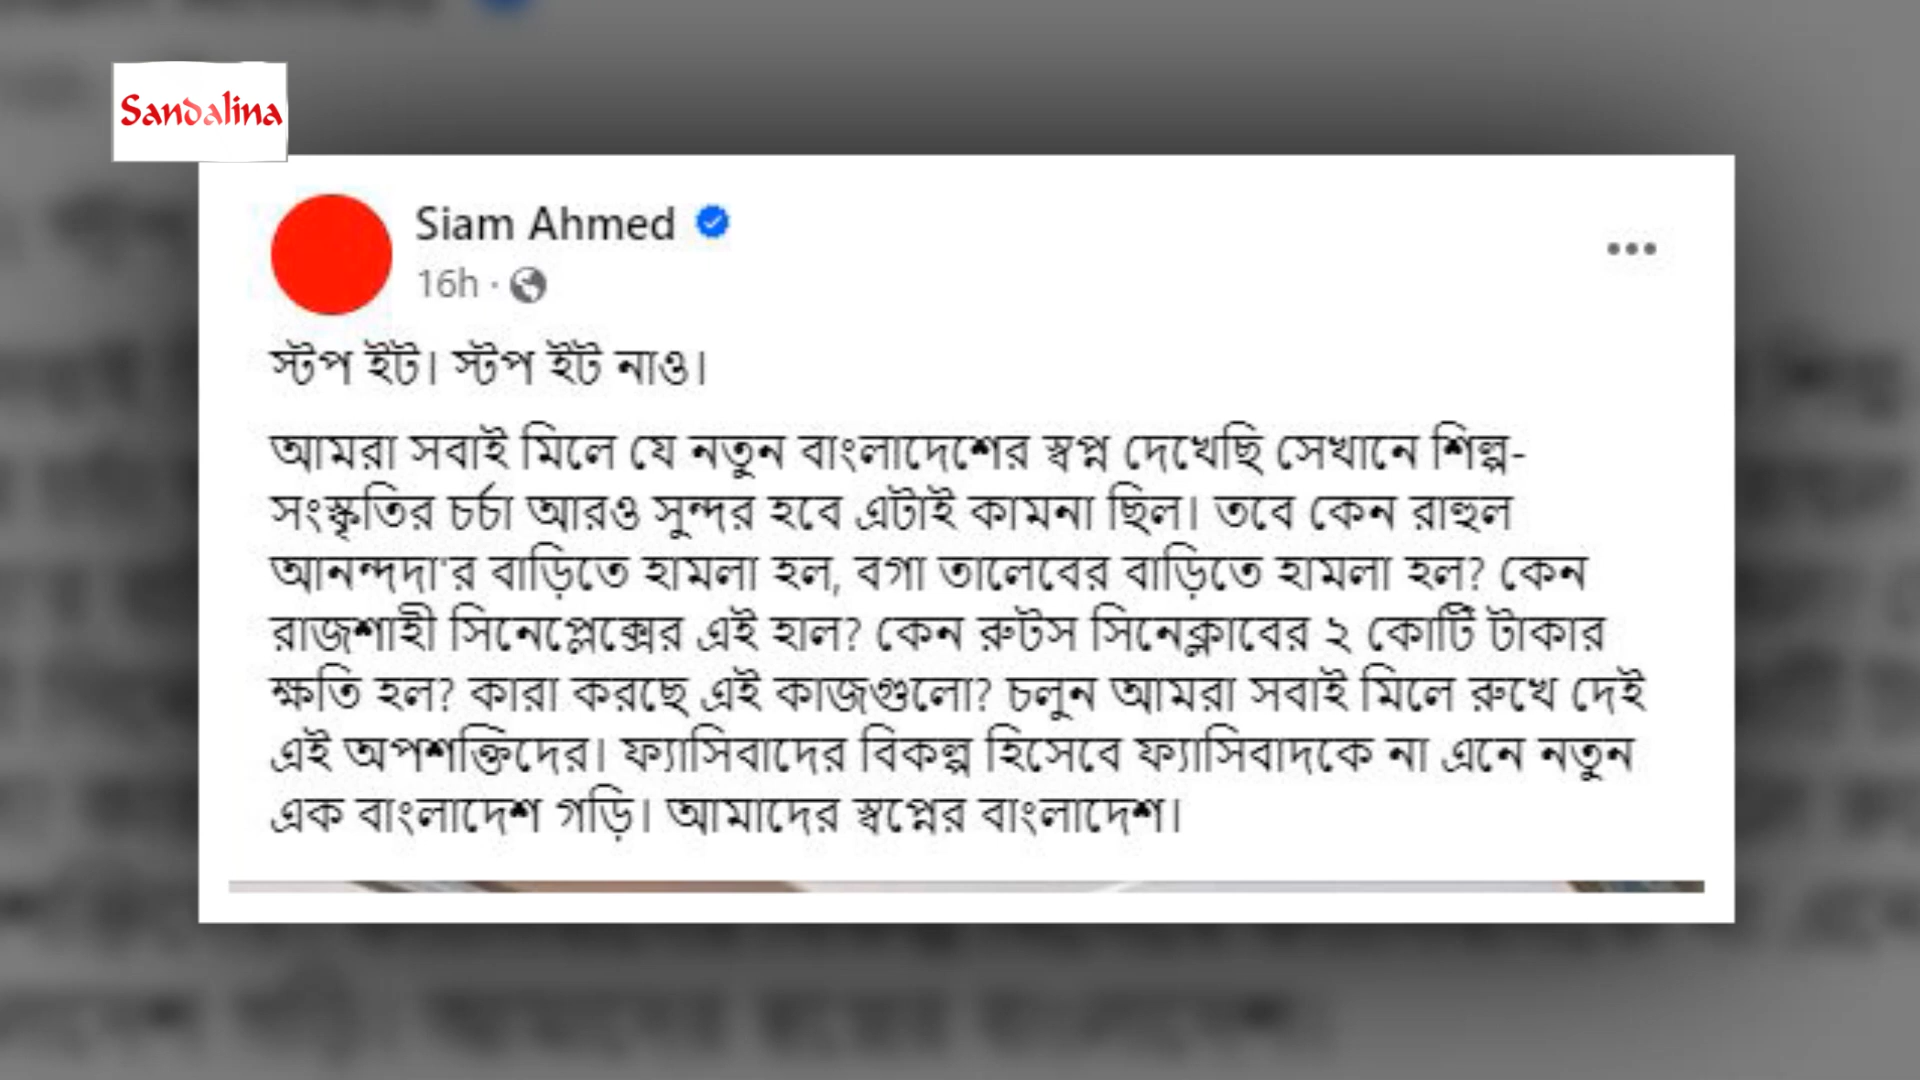 Sandalina
Siam Ahmed
16h ·
স্টপ ইট। স্টপ ইট নাও।
আমরা সবাই মিলে যে নতুন বাংলাদেশের স্বপ্ন দেখেছি সেখানে শিল্প-
সংস্কৃতির চর্চা আরও সুন্দর হবে এটাই কামনা ছিল। তবে কেন রাহুল
আনন্দদা'র বাড়িতে হামলা হল, বগা তালেবের বাড়িতে হামলা হল? কেন
রাজশাহী সিনেপ্লেক্সের এই হাল? কেন রুটস সিনেক্লাবের ২ কোটি টাকার
ক্ষতি হল? কারা করছে এই কাজগুলো? চলুন আমরা সবাই মিলে রুখে দেই
এই অপশক্তিদের। ফ্যাসিবাদের বিকল্প হিসেবে ফ্যাসিবাদকে না এনে নতুন
এক বাংলাদেশ গড়ি। আমাদের স্বপ্নের বাংলাদেশ।